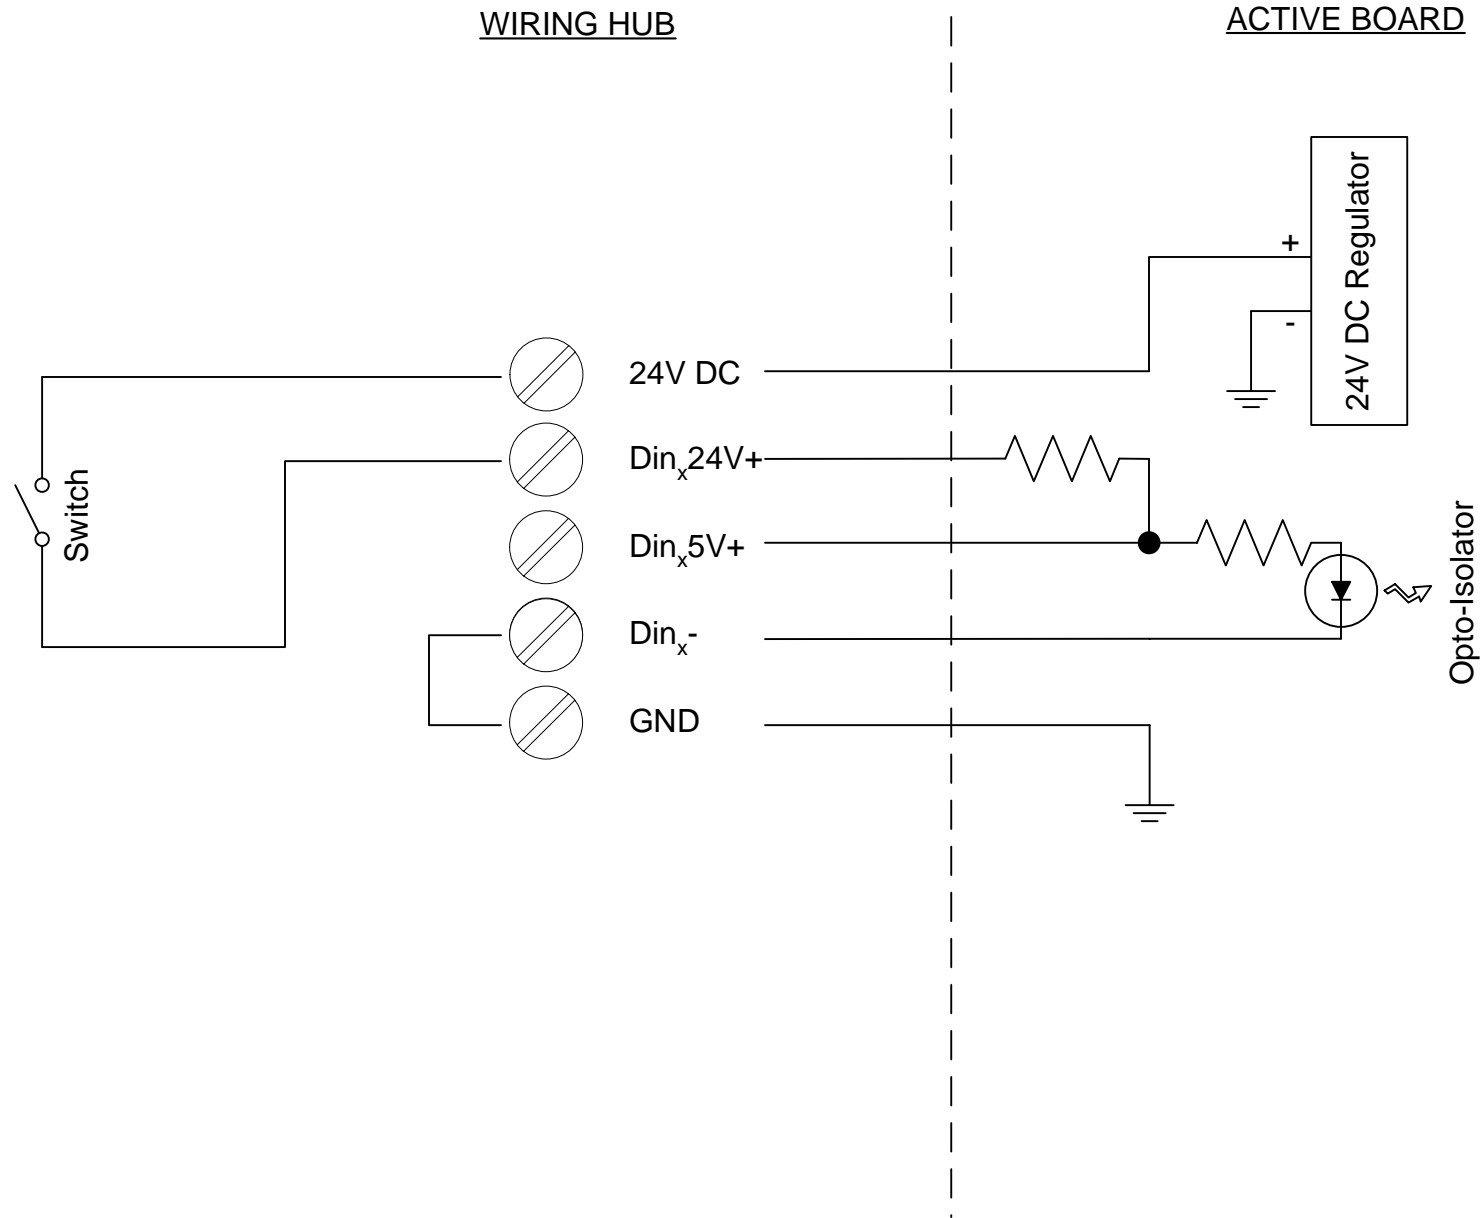 WIRING HUB
ACTIVE BOARD
24V DC Regulator
+
-
24V DC
Dinx24V+
Switch
Dinx5V+
Opto-Isolator
Dinx-
GND